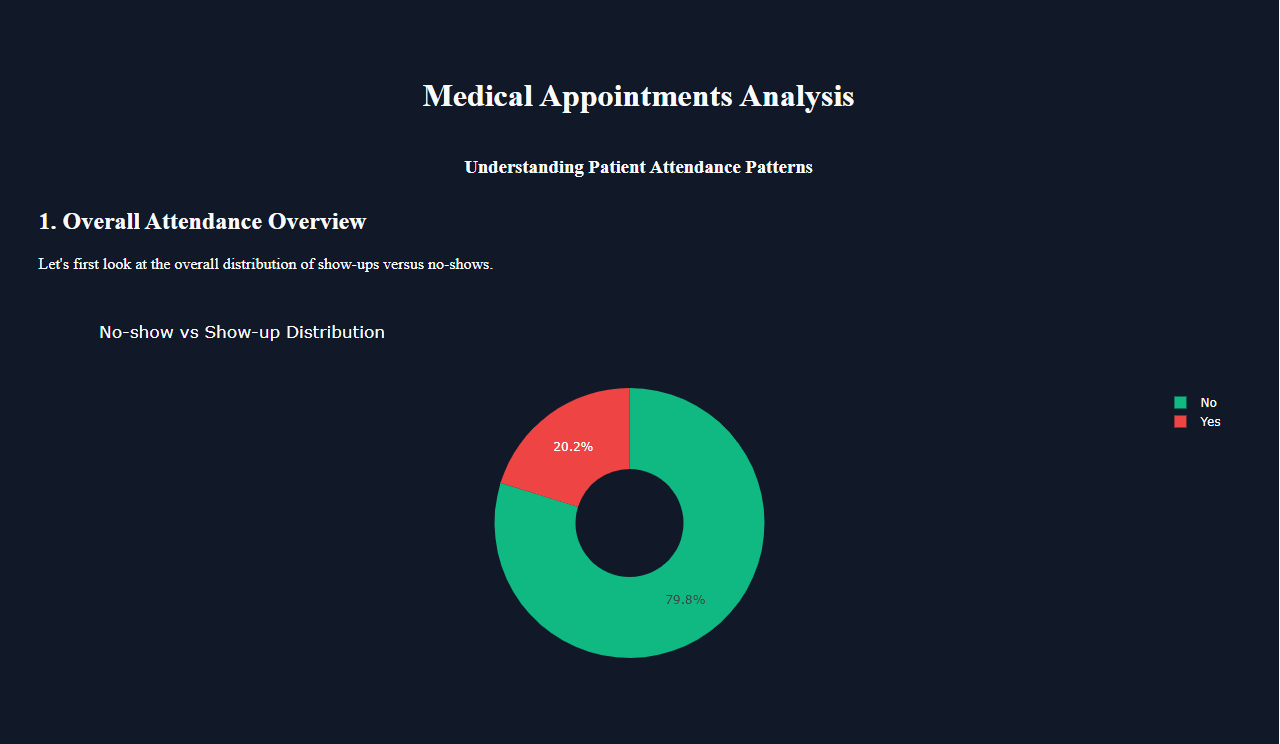 Medical Appointments Analysis
Understanding Patient Attendance Patterns
1. Overall Attendance Overview
Let's first look at the overall distribution of show-ups versus no-shows.
No-show vs Show-up Distribution
No
Yes
20.2%
79.8%